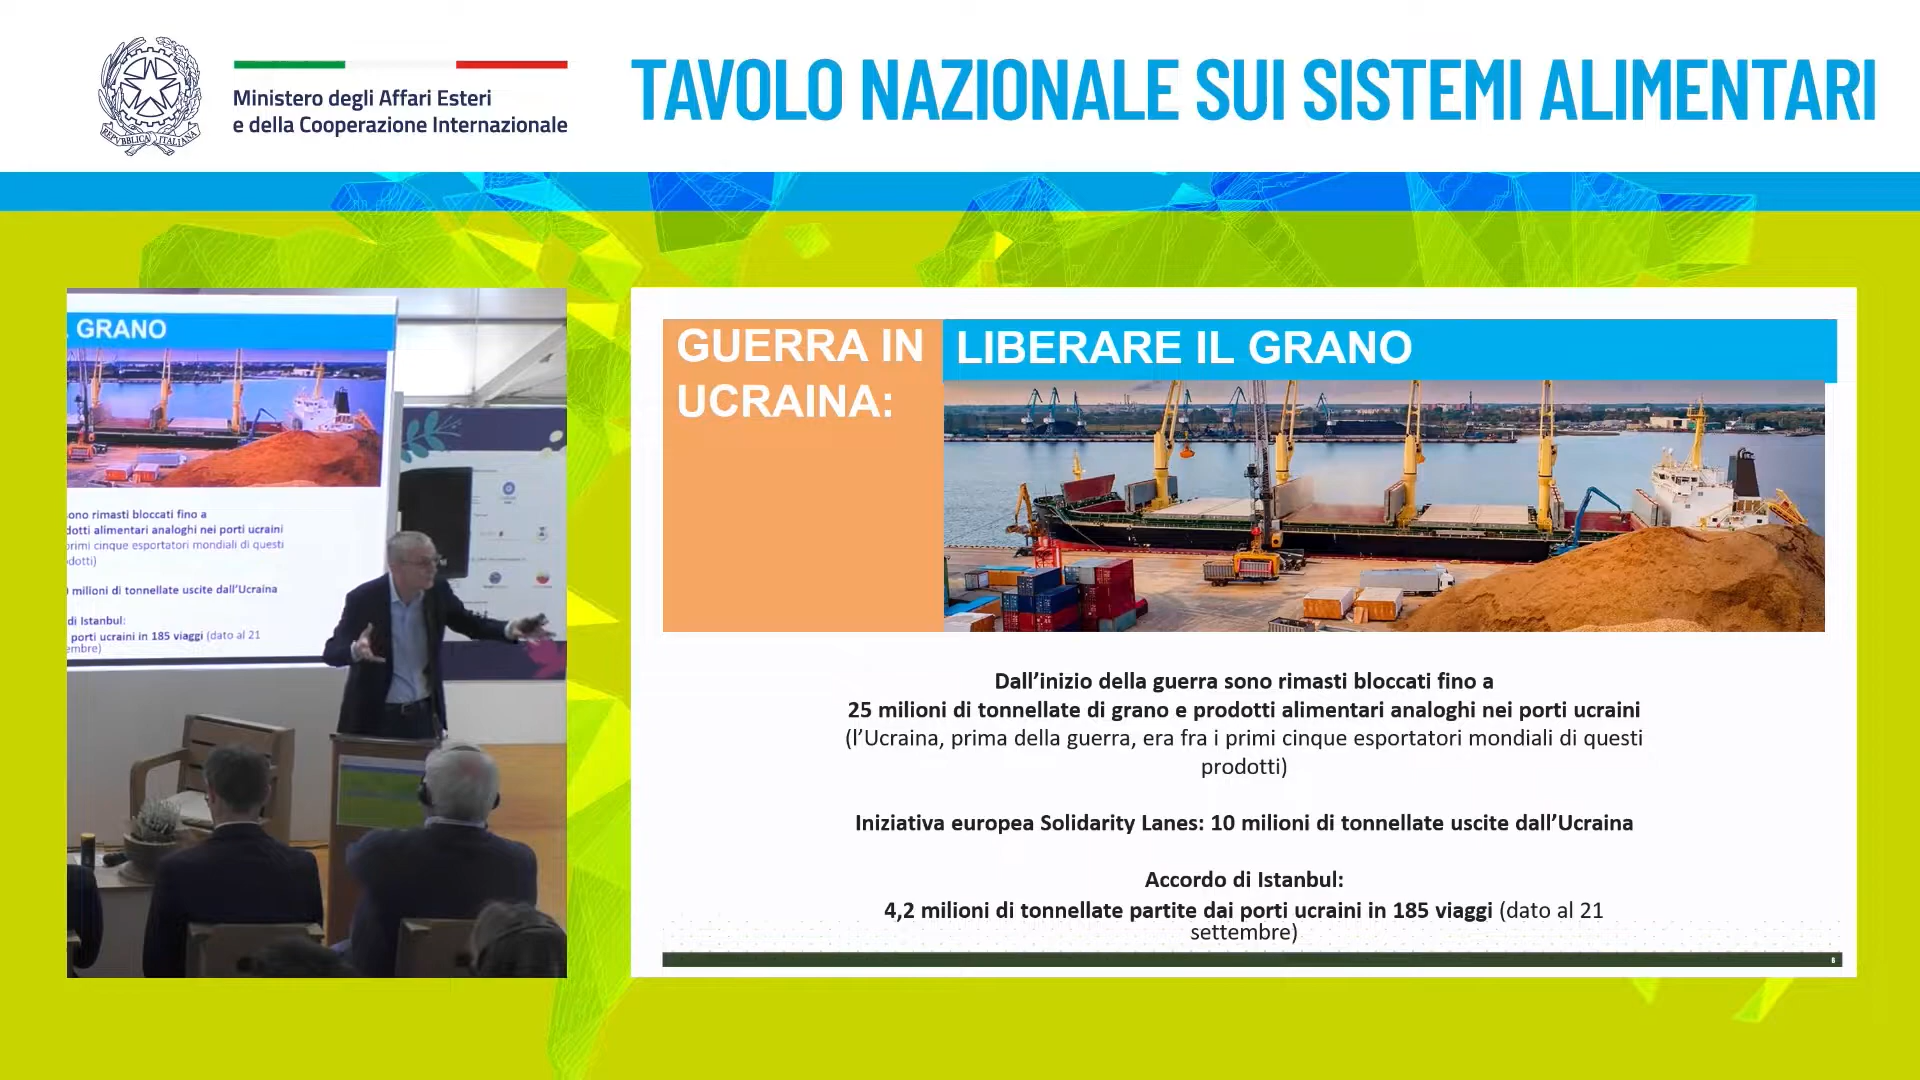 REPVBBLICA ITALIANA
Ministero degli Affari Esteri
e della Cooperazione Internazionale
TAVOLO NAZIONALE SUI SISTEMI ALIMENTARI
GRANO
sono rimasti bloccati fino a
dotti alimentari analoghi nei porti ucraini
primi cinque esportatori mondiali di questi
dotti)
milioni di tonnellate uscite dall'Ucraina
di Istanbul:
porti ucraini in 185 viaggi (dato al 21
embre)
GUERRA IN
UCRAINA:
LIBERARE IL GRANO
Dall'inizio della guerra sono rimasti bloccati fino a
25 milioni di tonnellate di grano e prodotti alimentari analoghi nei porti ucraini
(l'Ucraina, prima della guerra, era fra i primi cinque esportatori mondiali di questi
prodotti)
Iniziativa europea Solidarity Lanes: 10 milioni di tonnellate uscite dall'Ucraina
Accordo di Istanbul:
4,2 milioni di tonnellate partite dai porti ucraini in 185 viaggi (dato al 21
settembre)